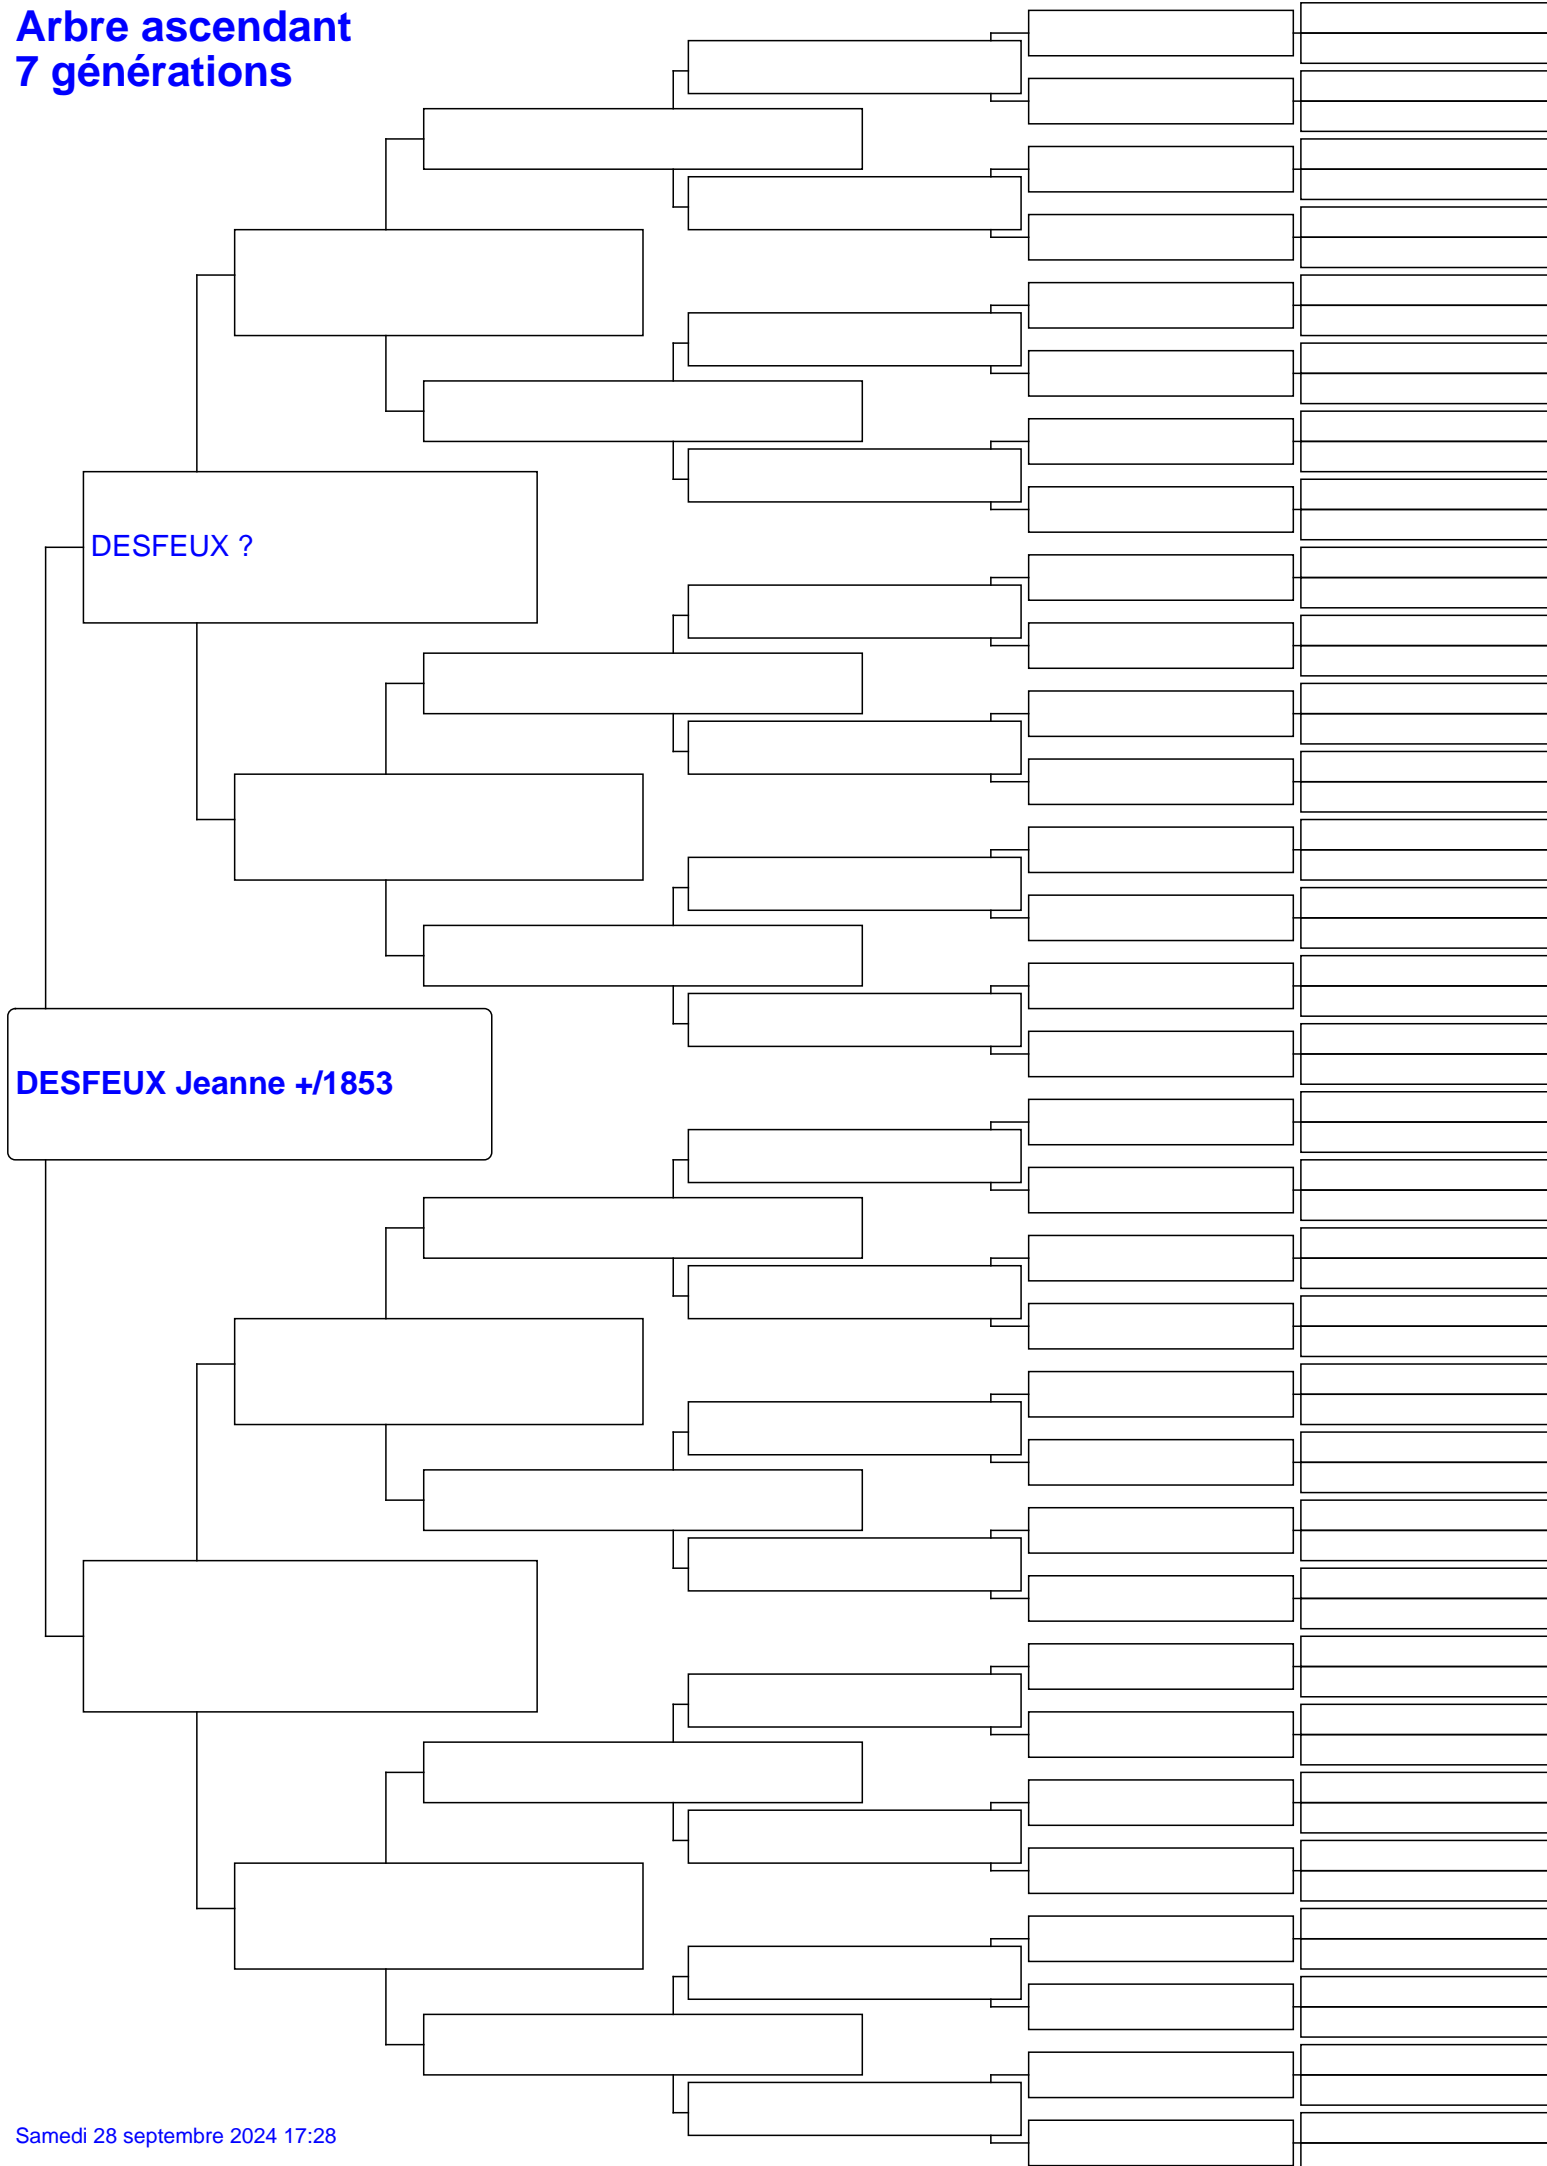 Arbre ascendant
7 générations
DESFEUX ?
DESFEUX Jeanne +/1853
Samedi 28 septembre 2024 17:28